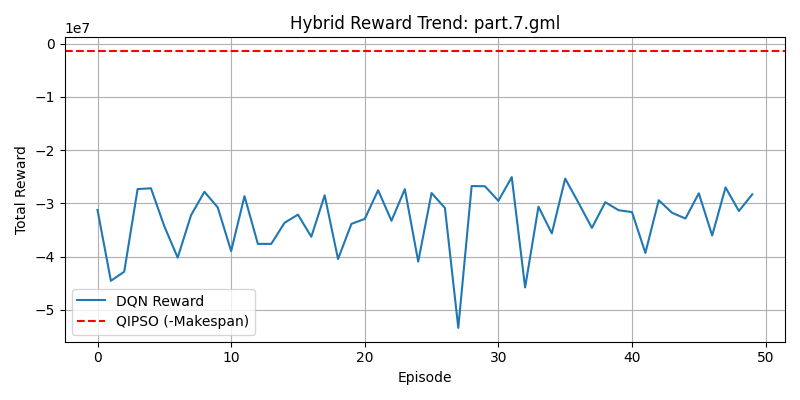 Hybrid Reward Trend: part.7.gml
1e7
0
−1
−2
−3
−4
−5
Total Reward
DQN Reward
QIPSO (-Makespan)
0 10 20 30 40 50
Episode